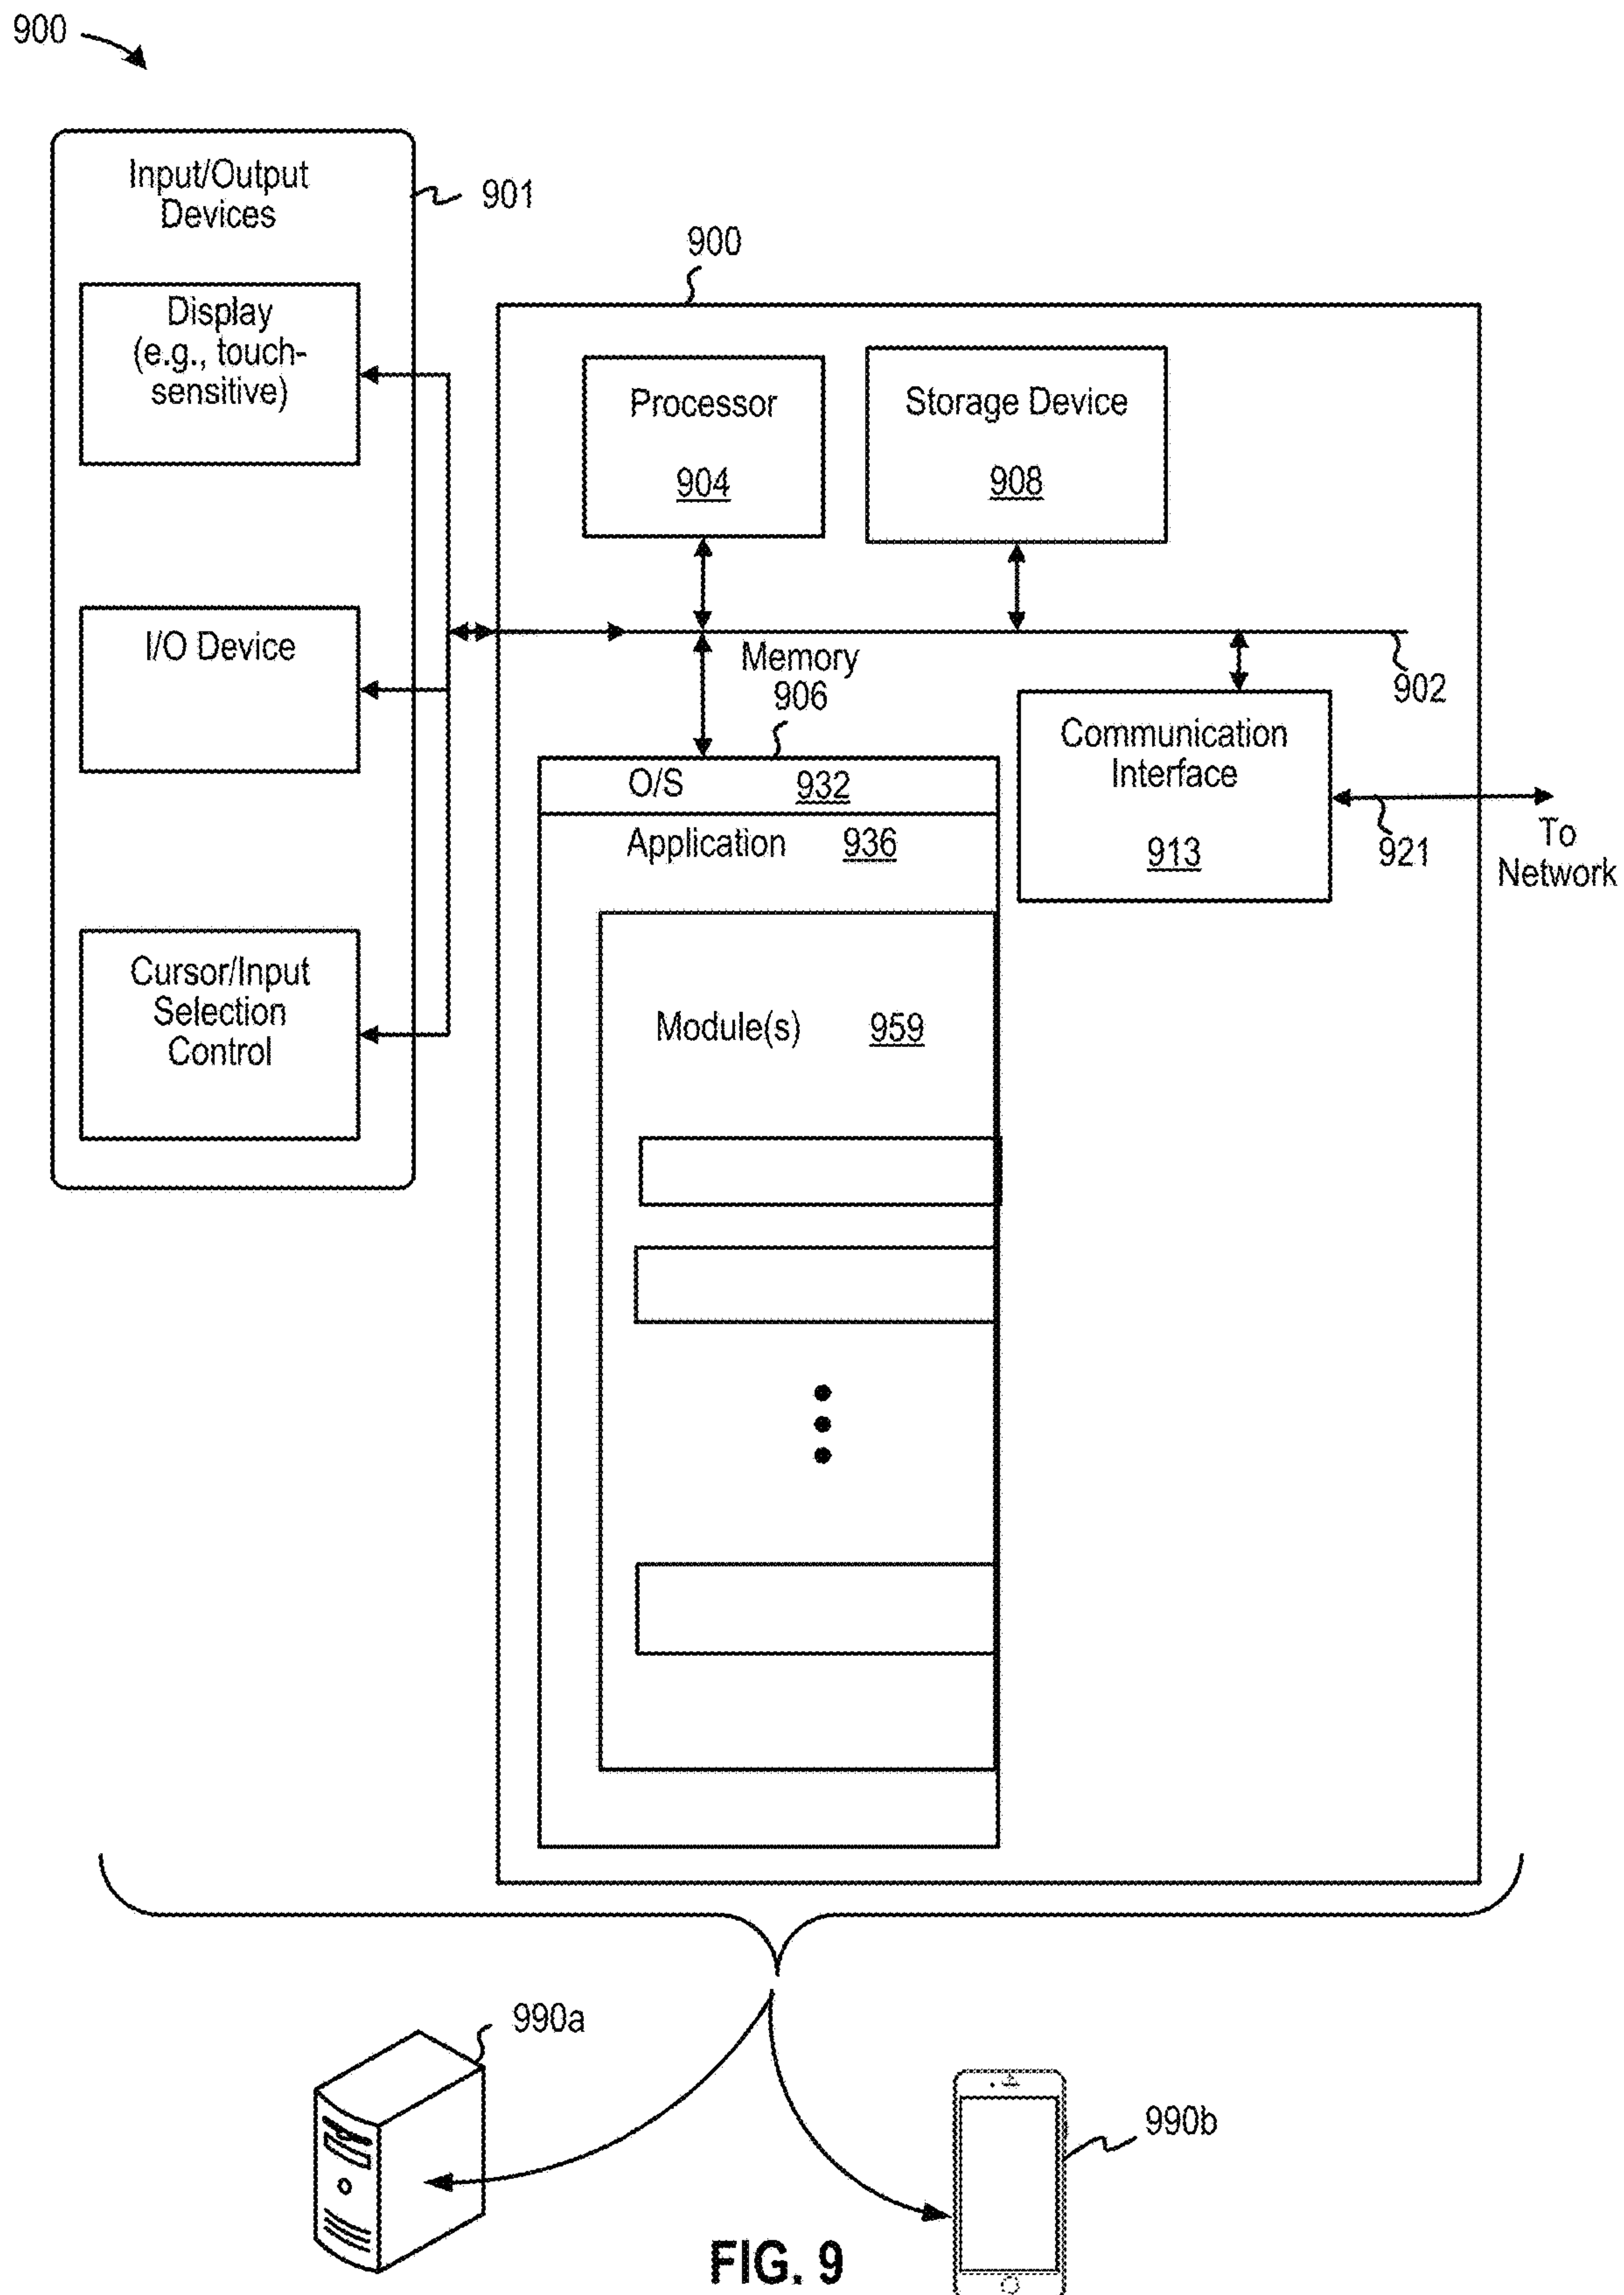 900
Input/Output
Devices
901
Display
(e.g., touch-
sensitive)
I/O Device
Cursor/Input
Selection
Control
900
Processor
904
Storage Device
908
Memory
906
902
O/S 932
Application 936
Module(s) 959
Communication
Interface
913
921
To
Network
990a
990b
FIG. 9